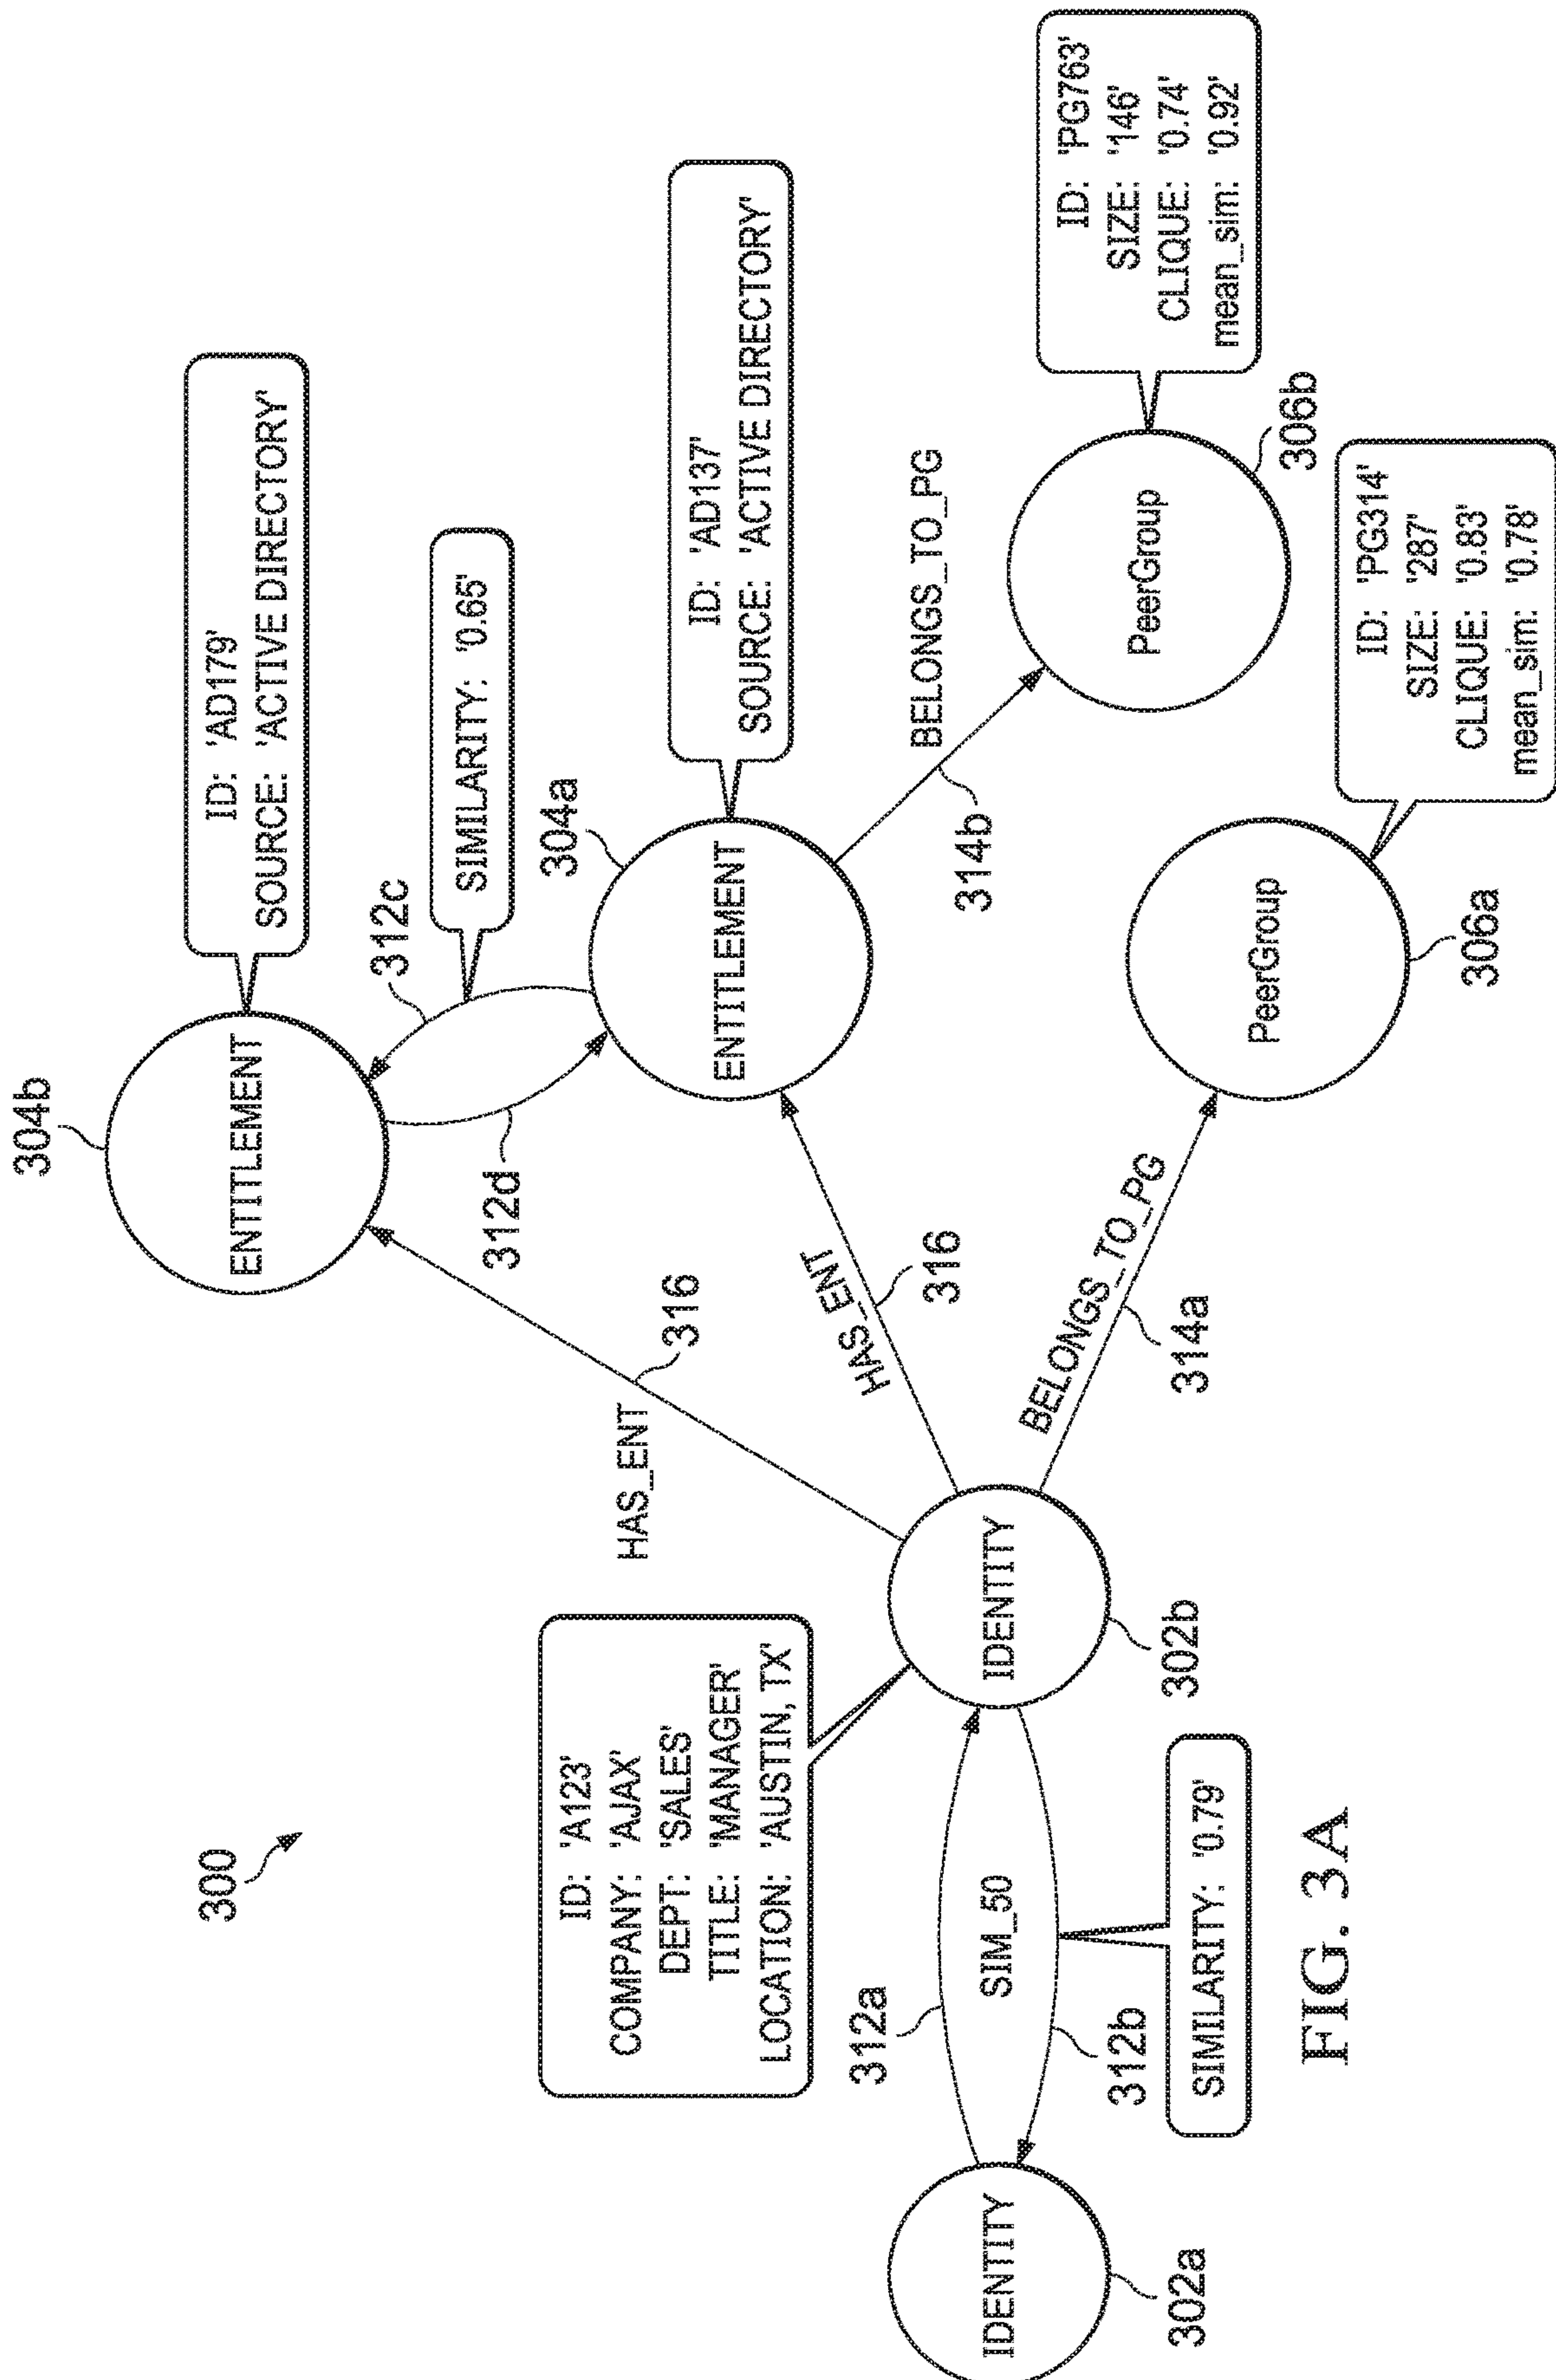 300
304b
ENTITLEMENT
ID: 'AD179'
SOURCE: 'ACTIVE DIRECTORY'
312c
SIMILARITY: '0.65'
312d
304a
ENTITLEMENT
ID: 'AD137'
SOURCE: 'ACTIVE DIRECTORY'
HAS_ENT
316
HAS_ENT
316
ID: 'A123'
COMPANY: 'AJAX'
DEPT: 'SALES'
TITLE: 'MANAGER'
LOCATION: 'AUSTIN, TX'
BELONGS_TO_PG
314b
312a
IDENTITY
SIM_50
IDENTITY
BELONGS_TO_PG
314a
PeerGroup
ID: 'PG763'
SIZE: '146'
CLIQUE: '0.74'
mean_sim: '0.92'
306b
302a
312b
302b
SIMILARITY: '0.79'
PeerGroup
306a
ID: 'PG314'
SIZE: '287'
CLIQUE: '0.83'
mean_sim: '0.78'
FIG. 3A